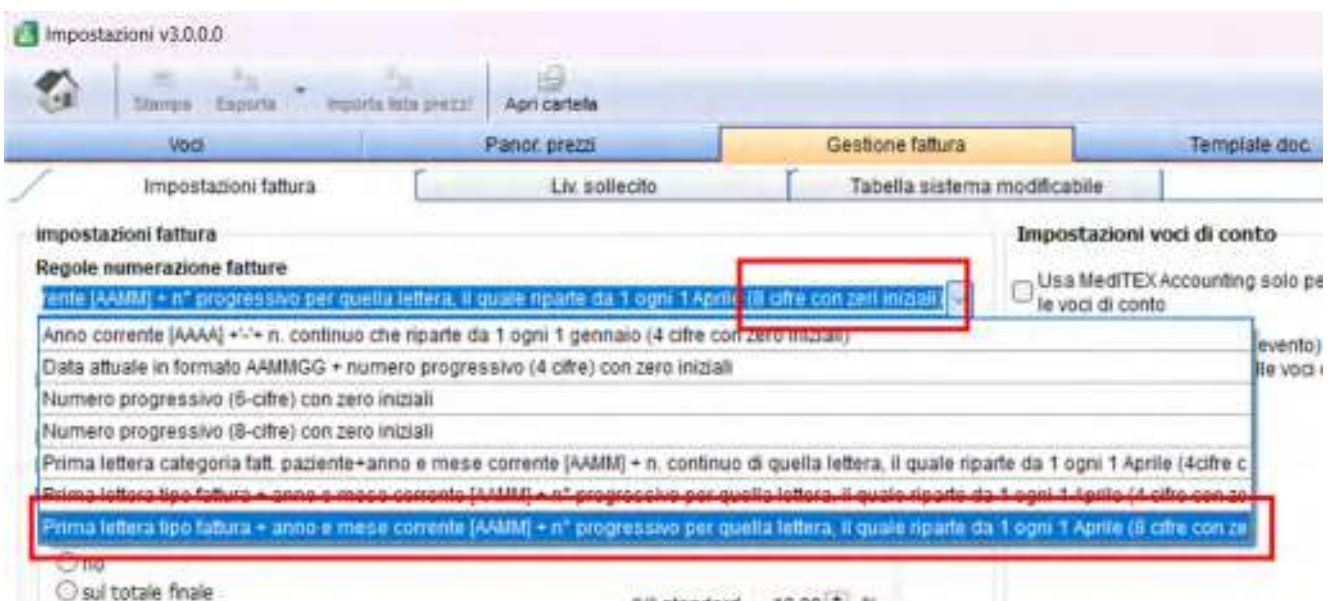 Impostazioni v3.0.0.0
Stampa Esporta Importa lista prezzi Apri cartella
Voci Panor. prezzi Gestione fattura Template doc.
Impostazioni fattura Liv. sollecito Tabella sistema modificabile
impostazioni fattura Impostazioni voci di conto
Regole numerazione fatture
rente [AAMM] + n° progressivo per quella lettera, il quale riparte da 1 ogni 1 Aprile (8 cifre con zeri iniziali)
Usa MedITEX Accounting solo pe
le voci di conto
Anno corrente [AAAA] +'-'+ n. continuo che riparte da 1 ogni 1 gennaio (4 cifre con zero iniziali)
evento)
Data attuale in formato AAMMGG + numero progressivo (4 cifre) con zero iniziali
lle voci
Numero progressivo (6-cifre) con zero iniziali
Numero progressivo (8-cifre) con zero iniziali
Prima lettera categoria fatt. paziente+anno e mese corrente [AAMM] + n. continuo di quella lettera, il quale riparte da 1 ogni 1 Aprile (4cifre c
Prima lettera tipo fattura + anno e mese corrente [AAMM] + n° progressivo per quella lettera, il quale riparte da 1 ogni 1 Aprile (4 cifre con ze
Prima lettera tipo fattura + anno e mese corrente [AAMM] + n° progressivo per quella lettera, il quale riparte da 1 ogni 1 Aprile (8 cifre con ze
no
sul totale finale
standard %